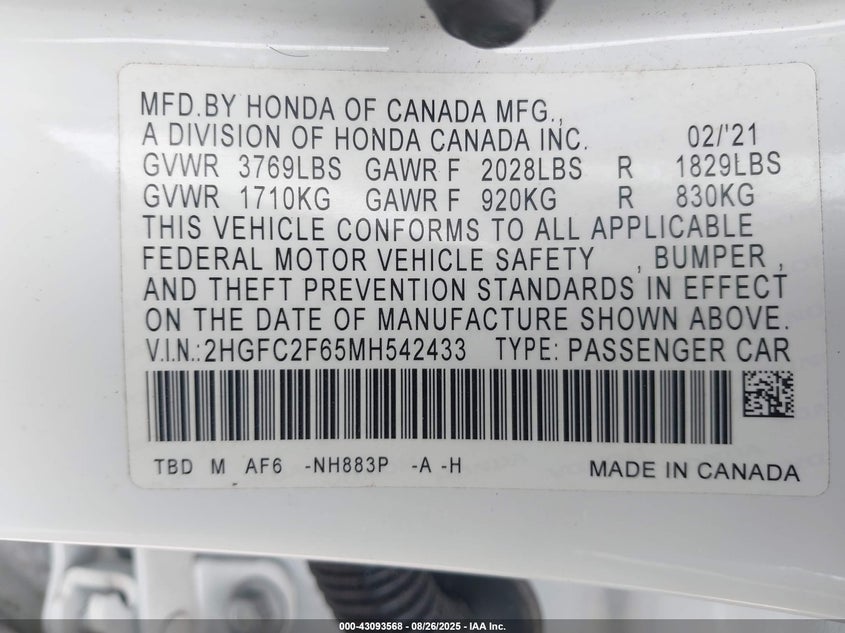 MFD.BY HONDA OF CANADA MFG.,
A DIVISION OF HONDA CANADA INC. 02/'21
GVWR 3769LBS GAWR F 2028LBS R 1829LBS
GVWR 1710KG GAWR F 920KG R 830KG
THIS VEHICLE CONFORMS TO ALL APPLICABLE
FEDERAL MOTOR VEHICLE SAFETY , BUMPER ,
AND THEFT PREVENTION STANDARDS IN EFFECT
ON THE DATE OF MANUFACTURE SHOWN ABOVE.
V.I.N.:2HGFC2F65MH542433 TYPE: PASSENGER CAR
TBD M AF6 -NH883P -A -H MADE IN CANADA
000-43093568 - 08/26/2025 - IAA Inc.